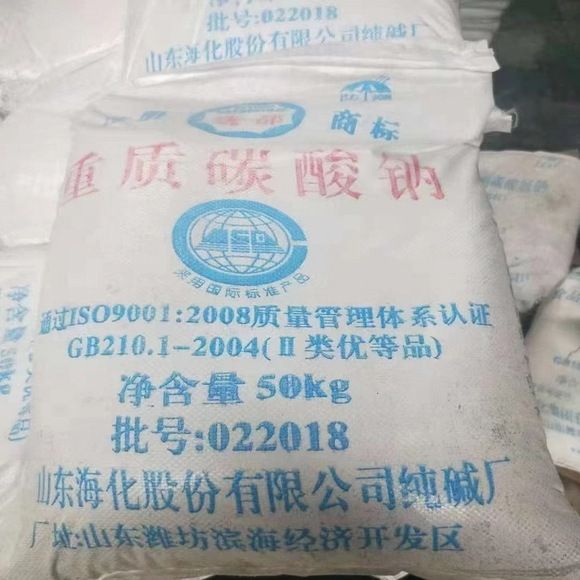 批号:022018
山东海化股份有限公司纯碱厂
商标
重质碳酸钠
采用国际标准产品
通过ISO9001:2008质量管理体系认证
GB210.1-2004(Ⅱ类优等品)
净含量 50kg
批号:022018
山东海化股份有限公司纯碱厂
厂址:山东潍坊滨海经济开发区
净含量